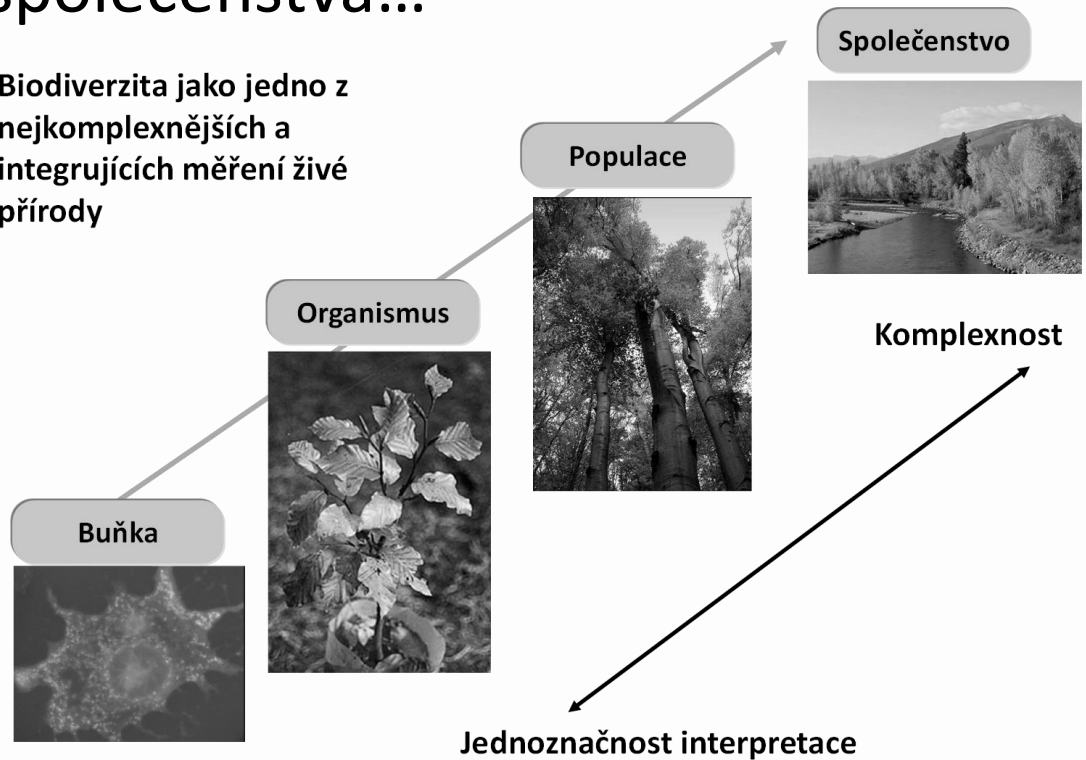 společenstva...
Biodiverzita jako jedno z
nejkomplexnějších a
integrujících měření živé
přírody
Společenstvo
Populace
Organismus
Buňka
Komplexnost
Jednoznačnost interpretace